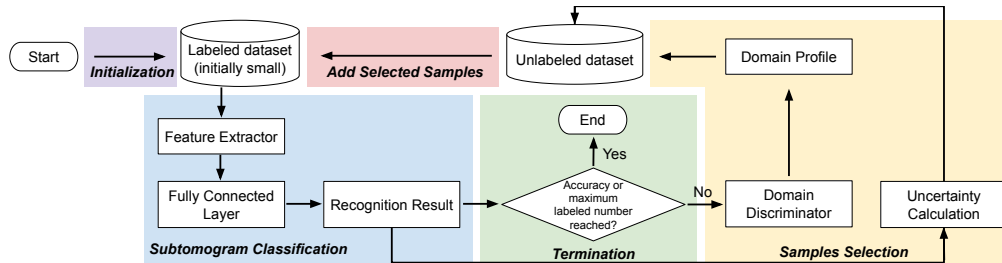 Start
Initialization
Labeled dataset
(initially small)
Add Selected Samples
Unlabeled dataset
Domain Profile
Feature Extractor
End
Yes
Fully Connected
Layer
Recognition Result
Accuracy or
maximum
labeled number
reached?
No
Domain
Discriminator
Uncertainty
Calculation
Subtomogram Classification
Termination
Samples Selection